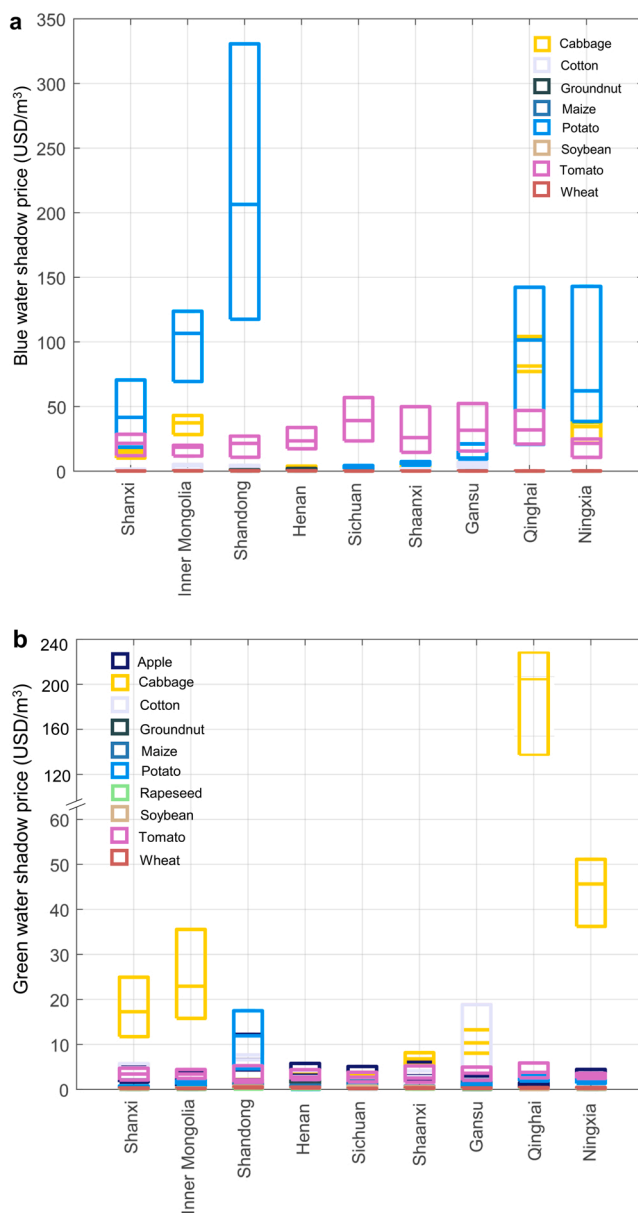 a
Blue water shadow price (USD/m³)
350
300
250
200
150
100
50
0
Cabbage
Cotton
Groundnut
Maize
Potato
Soybean
Tomato
Wheat
Shanxi
Inner Mongolia
Shandong
Henan
Sichuan
Shaanxi
Gansu
Qinghai
Ningxia
b
Green water shadow price (USD/m³)
240
200
160
120
60
50
40
30
20
10
0
Apple
Cabbage
Cotton
Groundnut
Maize
Potato
Rapeseed
Soybean
Tomato
Wheat
Shanxi
Inner Mongolia
Shandong
Henan
Sichuan
Shaanxi
Gansu
Qinghai
Ningxia